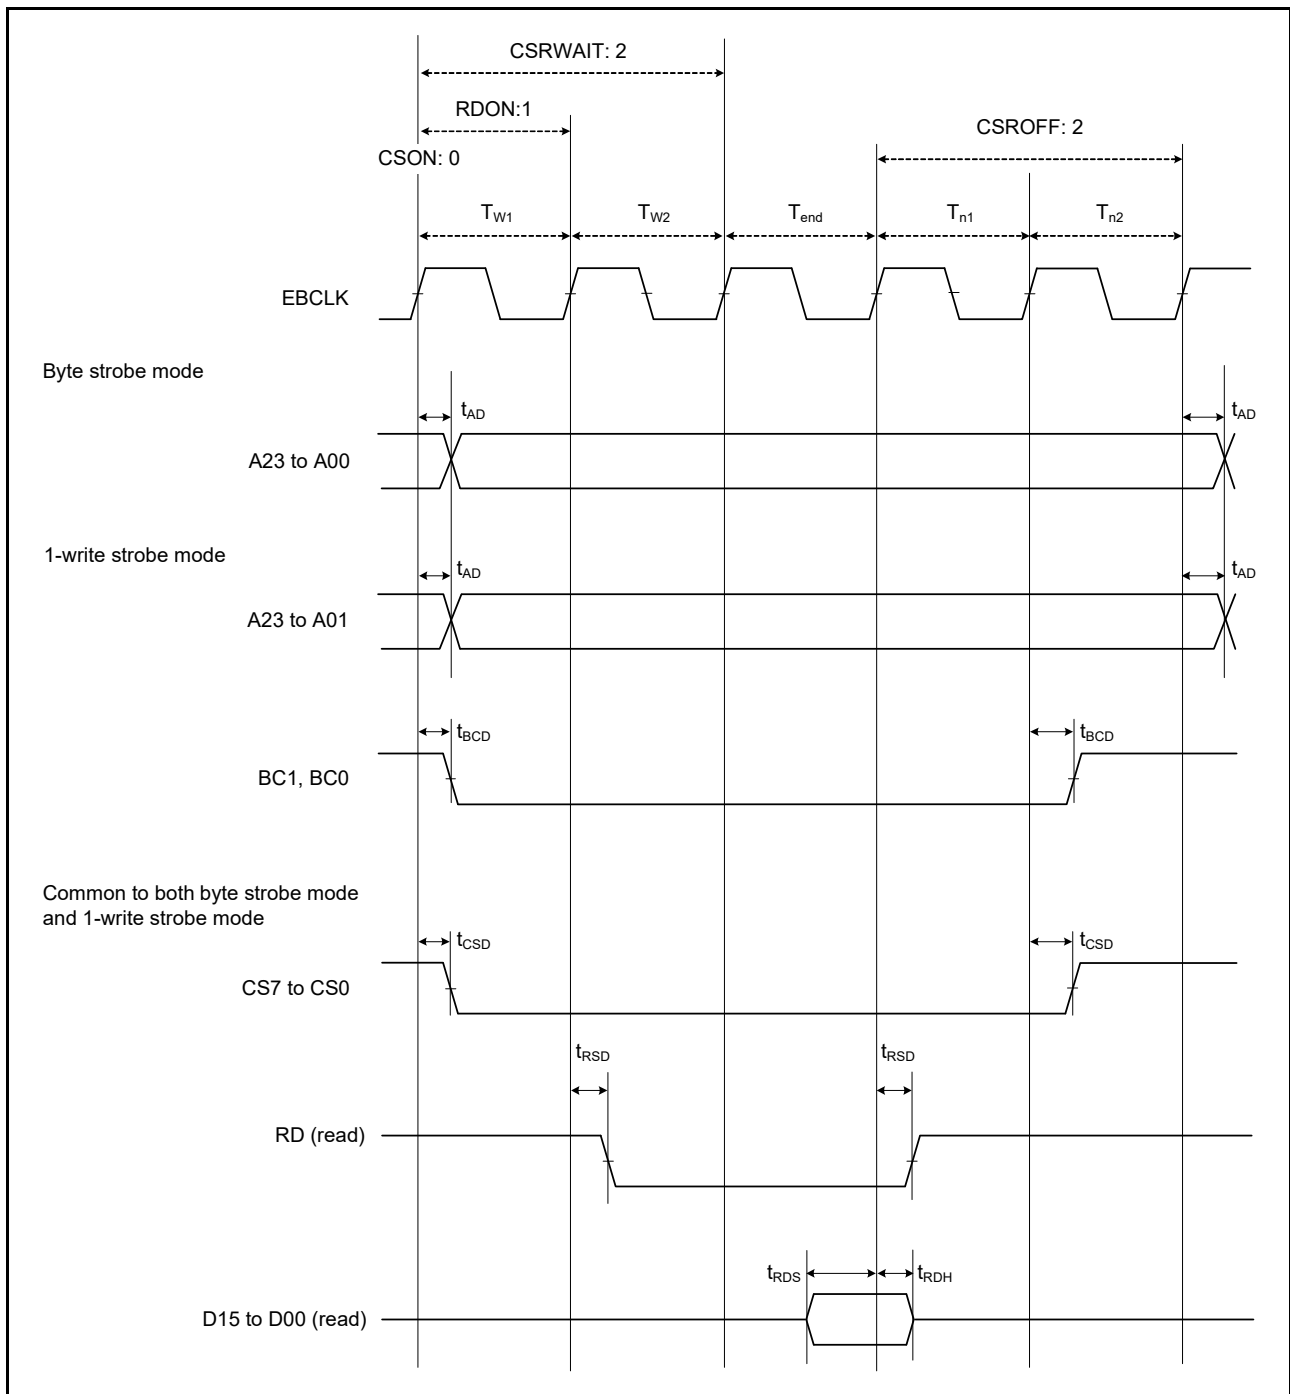 CSRWAIT: 2
RDON:1
CSROFF: 2
CSON: 0
TW1 TW2 Tend Tn1 Tn2
EBCLK
Byte strobe mode
tAD tAD
A23 to A00
1-write strobe mode
tAD tAD
A23 to A01
tBCD tBCD
BC1, BC0
Common to both byte strobe mode
and 1-write strobe mode
tCSD tCSD
CS7 to CS0
tRSD tRSD
RD (read)
tRDS tRDH
D15 to D00 (read)